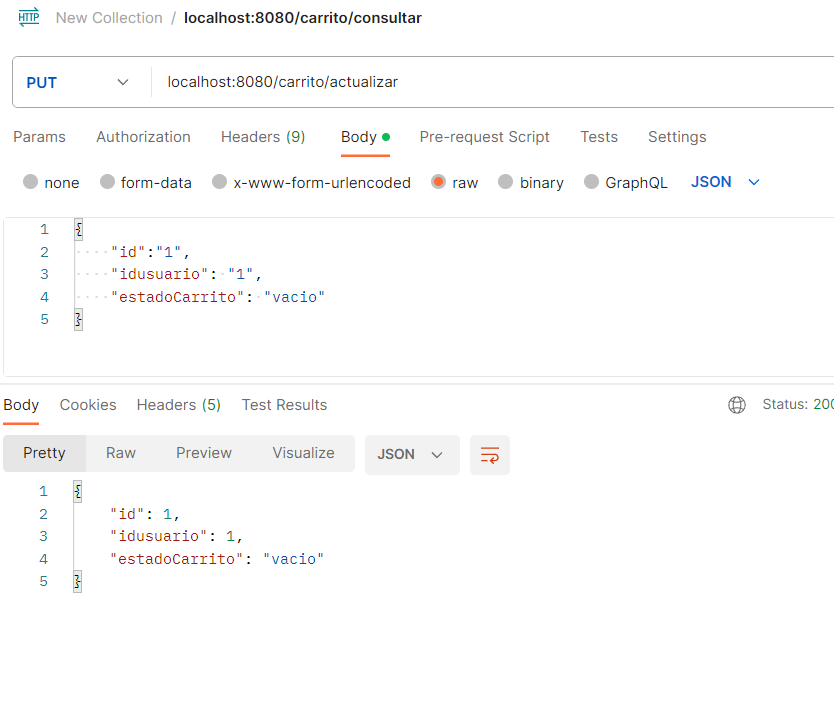 HTTP New Collection / localhost:8080/carrito/consultar
PUT localhost:8080/carrito/actualizar
Params Authorization Headers (9) Body Pre-request Script Tests Settings
none form-data x-www-form-urlencoded raw binary GraphQL JSON
1 {
2 "id":"1",
3 "idusuario": "1",
4 "estadoCarrito": "vacio"
5 }
Body Cookies Headers (5) Test Results Status: 200
Pretty Raw Preview Visualize JSON
1 {
2 "id": 1,
3 "idusuario": 1,
4 "estadoCarrito": "vacio"
5 }